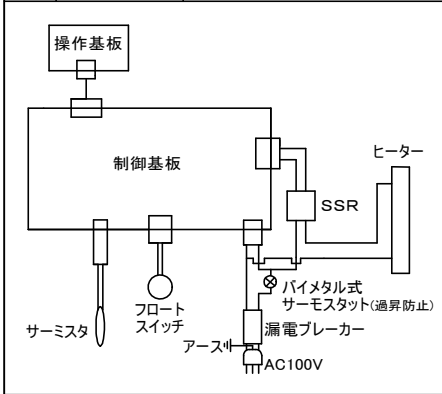 操作基板
制御基板
ヒーター
SSR
バイメタル式
サーモスタット(過昇防止)
フロート
スイッチ
サーミスタ
漏電ブレーカー
アース
AC100V